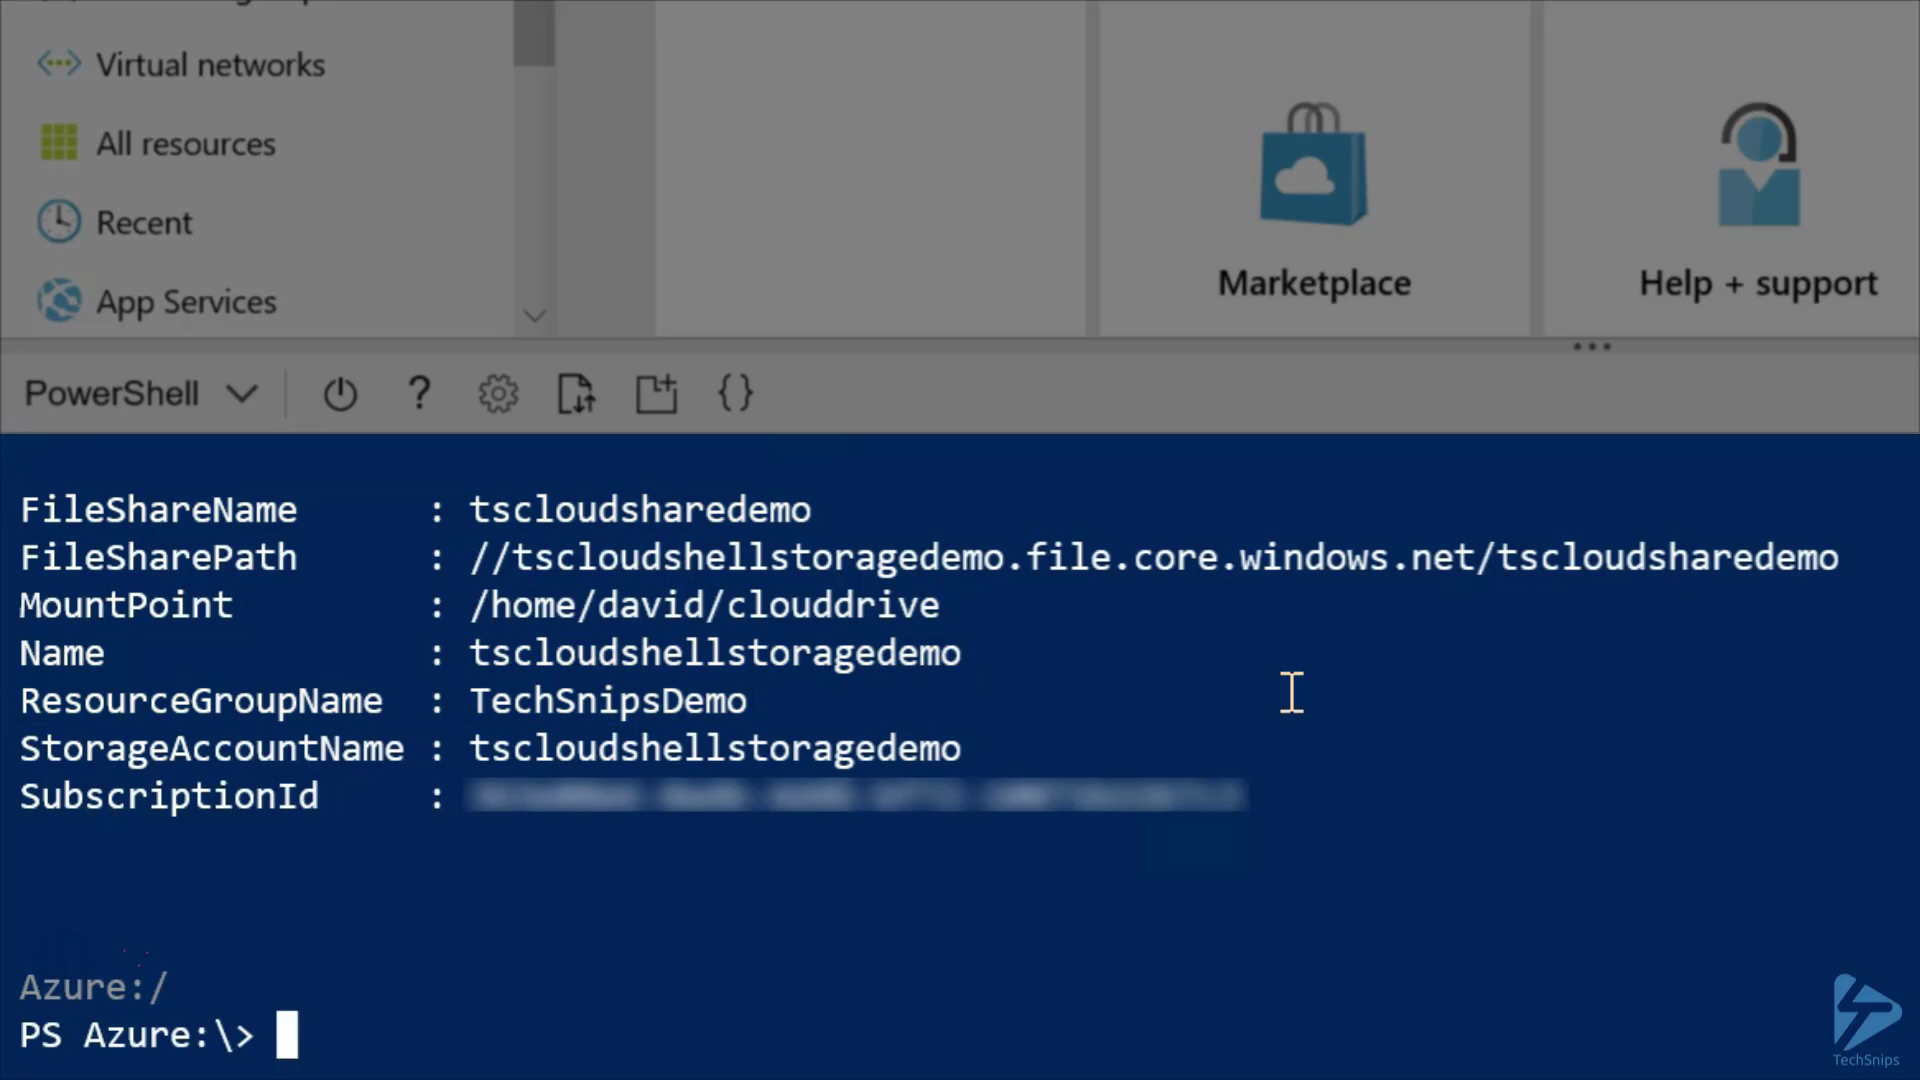 Virtual networks
All resources
Recent
App Services
Marketplace
Help + support
PowerShell ? {}
FileShareName : tscloudsharedemo
FileSharePath : //tscloudshellstoragedemo.file.core.windows.net/tscloudsharedemo
MountPoint : /home/david/clouddrive
Name : tscloudshellstoragedemo
ResourceGroupName : TechSnipsDemo
StorageAccountName : tscloudshellstoragedemo
SubscriptionId :
Azure:/
PS Azure:\>
TechSnips